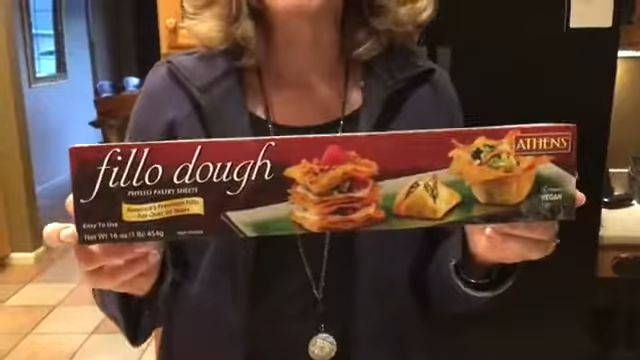 fillo dough
PHYLLO PASTRY SHEETS
America's Premium Fillo
for Over 50 Years
Easy To Use
Net Wt 16 oz (1 lb) 454g
ATHENS
VEGAN